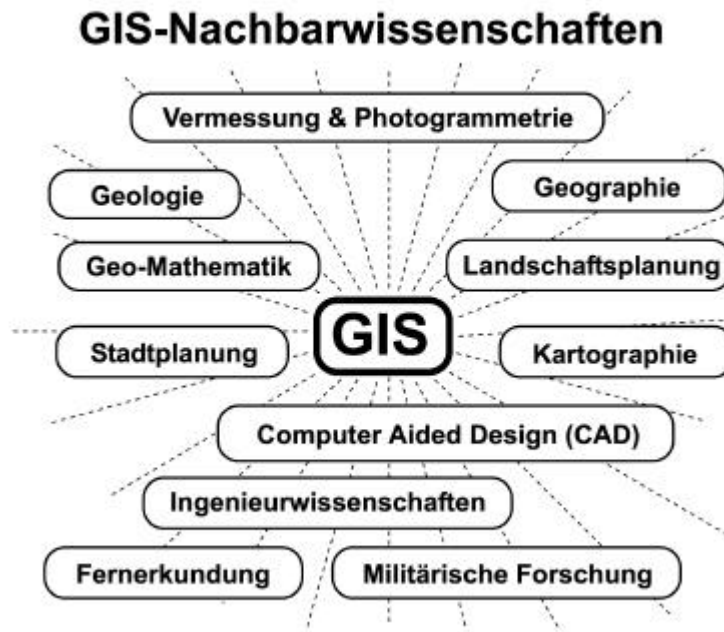 GIS-Nachbarwissenschaften
Vermessung & Photogrammetrie
Geologie
Geographie
Geo-Mathematik
Landschaftsplanung
GIS
Stadtplanung
Kartographie
Computer Aided Design (CAD)
Ingenieurwissenschaften
Fernerkundung
Militärische Forschung